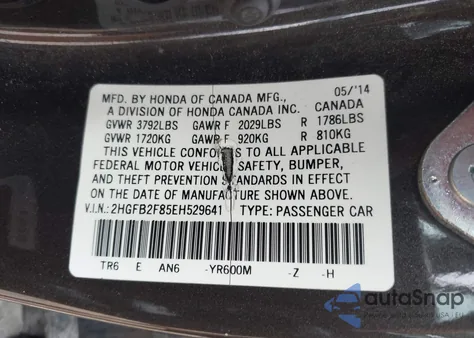 MFD. BY HONDA OF CANADA MFG., 05/'14
A DIVISION OF HONDA CANADA INC. CANADA
GVWR 3792LBS GAWR F 2029LBS R 1786LBS
GVWR 1720KG GAWR F 920KG R 810KG
THIS VEHICLE CONFORMS TO ALL APPLICABLE
FEDERAL MOTOR VEHICLE SAFETY, BUMPER,
AND THEFT PREVENTION STANDARDS IN EFFECT
ON THE DATE OF MANUFACTURE SHOWN ABOVE.
V.I.N.: 2HGFB2F85EH529641 TYPE: PASSENGER CAR
TR6 E AN6 -YR600M -Z -H
autoSnap